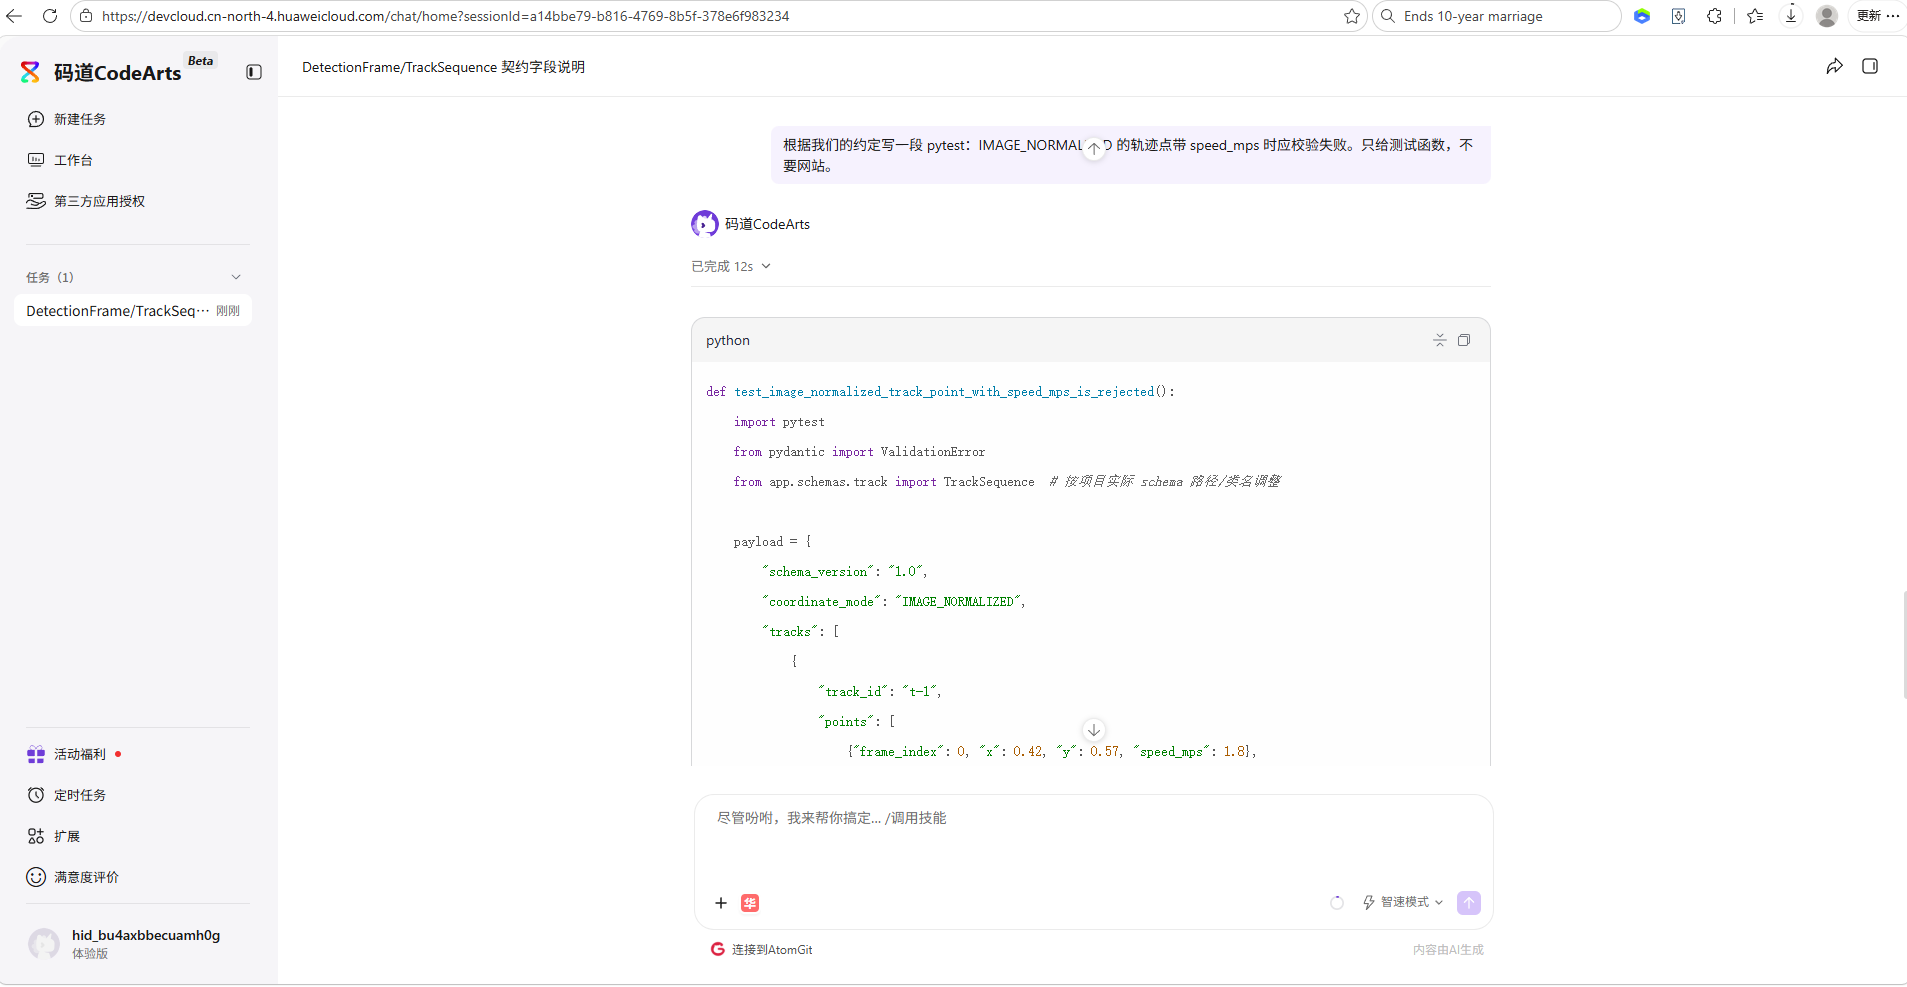 https://devcloud.cn-north-4.huaweicloud.com/chat/home?sessionId=a14bbe79-b816-4769-8b5f-378e6f983234
Ends 10-year marriage
更新
码道CodeArts
Beta
DetectionFrame/TrackSequence 契约字段说明
新建任务
工作台
第三方应用授权
任务（1）
DetectionFrame/TrackSeq··· 刚刚
活动福利
定时任务
扩展
满意度评价
hid_bu4axbbecuamh0g
体验版
根据我们的约定写一段 pytest：IMAGE_NORMAL D 的轨迹点带 speed_mps 时应校验失败。只给测试函数，不
要网站。
码道CodeArts
已完成 12s
python
def test_image_normalized_track_point_with_speed_mps_is_rejected():
import pytest
from pydantic import ValidationError
from app.schemas.track import TrackSequence  # 按项目实际 schema 路径/类名调整
payload = {
"schema_version": "1.0",
"coordinate_mode": "IMAGE_NORMALIZED",
"tracks": [
{
"track_id": "t-1",
"points": [
{"frame_index": 0, "x": 0.42, "y": 0.57, "speed_mps": 1.8},
尽管吩咐，我来帮你搞定... /调用技能
华
智速模式
连接到AtomGit
内容由AI生成